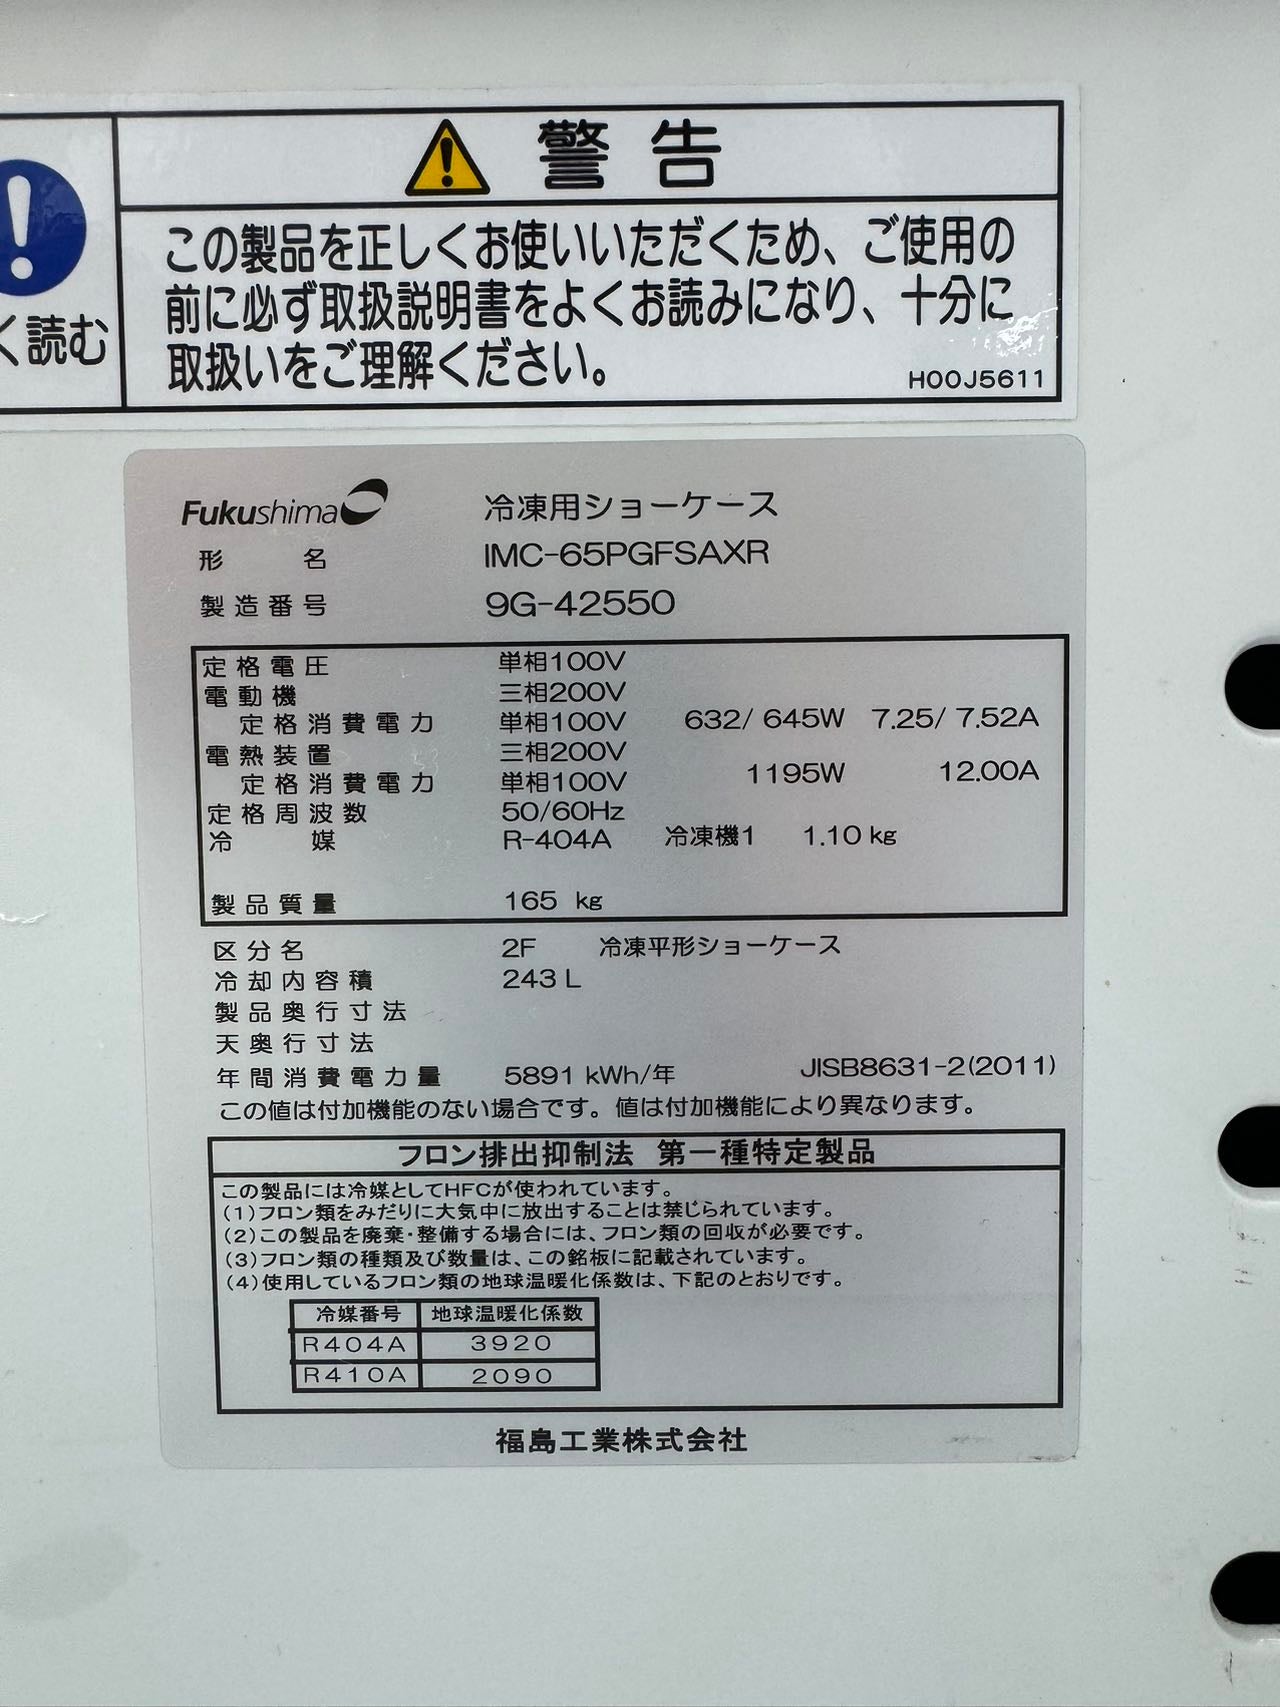 警告
この製品を正しくお使いいただくため、ご使用の
前に必ず取扱説明書をよくお読みになり、十分に
取扱いをご理解ください。
く読む
H00J5611
Fukushima 冷凍用ショーケース
形名 IMC-65PGFSAXR
製造番号 9G-42550
定格電圧 単相100V
電動機 三相200V
定格消費電力 単相100V 632/ 645W 7.25/ 7.52A
電熱装置 三相200V
定格消費電力 単相100V 1195W 12.00A
定格周波数 50/60Hz
冷媒 R-404A 冷凍機1 1.10 kg
製品質量 165 kg
区分名 2F 冷凍平形ショーケース
冷却内容積 243 L
製品奥行寸法
天奥行寸法
年間消費電力量 5891 kWh/年 JISB8631-2(2011)
この値は付加機能のない場合です。値は付加機能により異なります。
フロン排出抑制法 第一種特定製品
この製品には冷媒としてHFCが使われています。
(1)フロン類をみだりに大気中に放出することは禁じられています。
(2)この製品を廃棄・整備する場合には、フロン類の回収が必要です。
(3)フロン類の種類及び数量は、この銘板に記載されています。
(4)使用しているフロン類の地球温暖化係数は、下記のとおりです。
冷媒番号 地球温暖化係数
R404A 3920
R410A 2090
福島工業株式会社